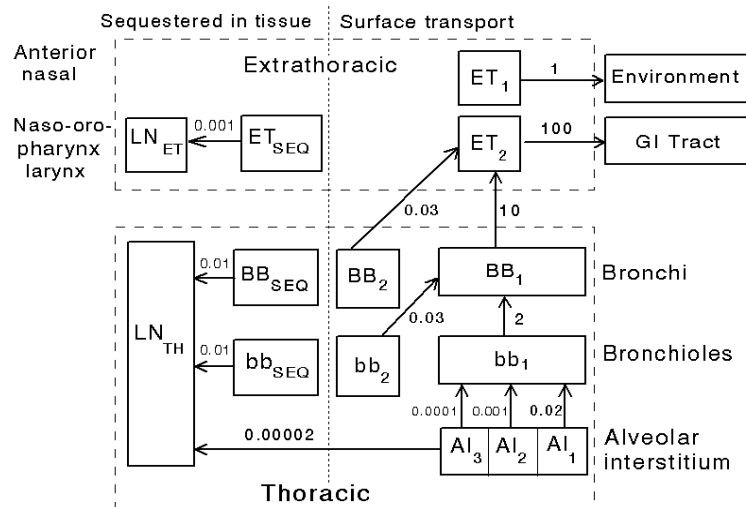 Sequestered in tissue
Surface transport
Anterior
nasal
Extrathoracic
ET1
1
Environment
Naso-oro-
pharynx
larynx
LNET
0.001
ETSEQ
ET2
100
GI Tract
0.03
10
LNTH
0.01
BBSEQ
BB2
BB1
Bronchi
0.03
2
0.01
bbSEQ
bb2
bb1
Bronchioles
0.0001
0.001
0.02
0.00002
AI3
AI2
AI1
Alveolar
interstitium
Thoracic